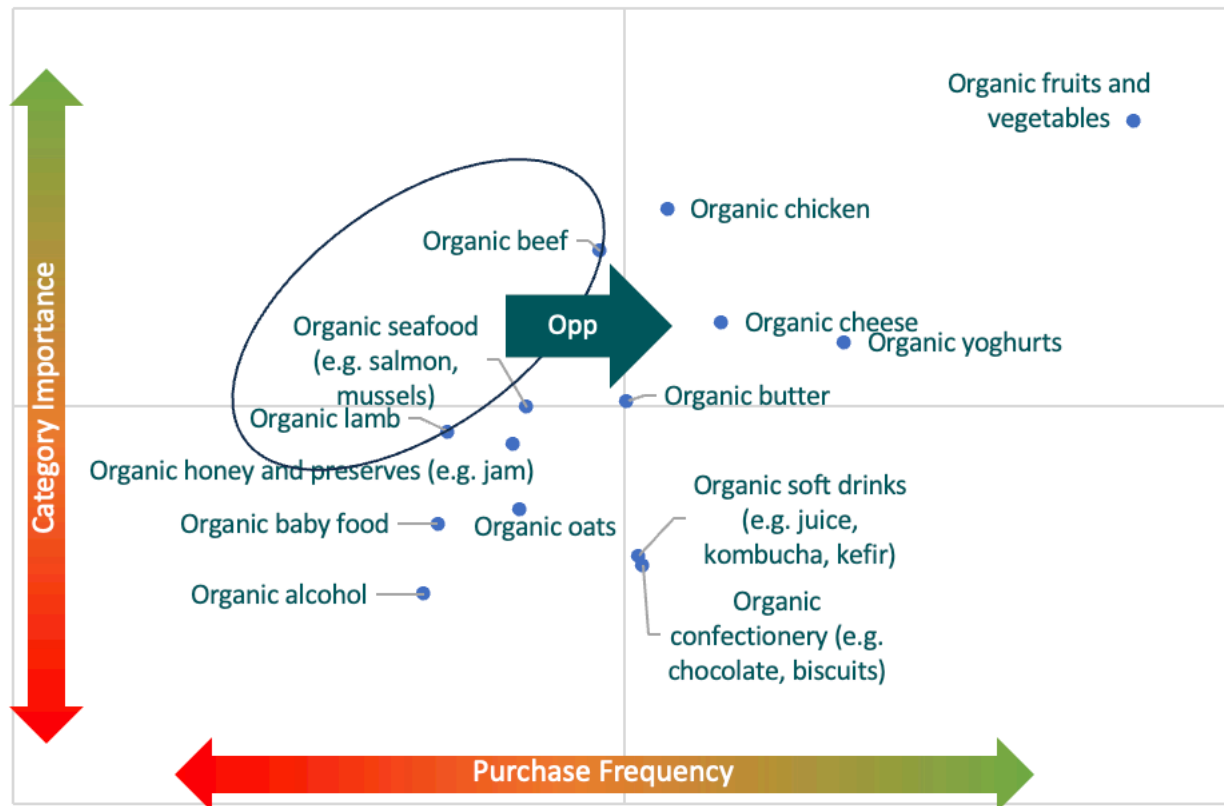 Organic fruits and
vegetables
Organic chicken
Organic beef
Opp
Organic seafood
(e.g. salmon,
mussels)
Organic cheese
Organic yoghurts
Organic butter
Organic lamb
Organic honey and preserves (e.g. jam)
Organic soft drinks
(e.g. juice,
kombucha, kefir)
Organic baby food
Organic oats
Organic alcohol
Organic
confectionery (e.g.
chocolate, biscuits)
Category Importance
Purchase Frequency